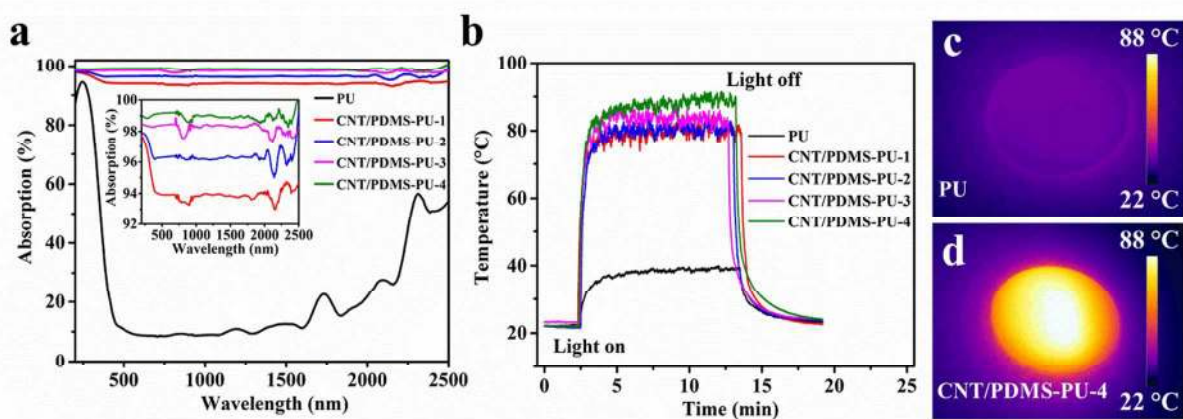 a
Absorption (%)
100
80
60
40
20
0
500
1000
1500
2000
2500
Wavelength (nm)
Absorption (%)
100
98
96
94
92
500
1000
1500
2000
2500
Wavelength (nm)
PU
CNT/PDMS-PU-1
CNT/PDMS-PU-2
CNT/PDMS-PU-3
CNT/PDMS-PU-4
b
Temperature (°C)
100
80
60
40
20
0
5
10
15
20
25
Time (min)
Light on
Light off
PU
CNT/PDMS-PU-1
CNT/PDMS-PU-2
CNT/PDMS-PU-3
CNT/PDMS-PU-4
c
88 °C
PU
22 °C
d
88 °C
CNT/PDMS-PU-4
22 °C